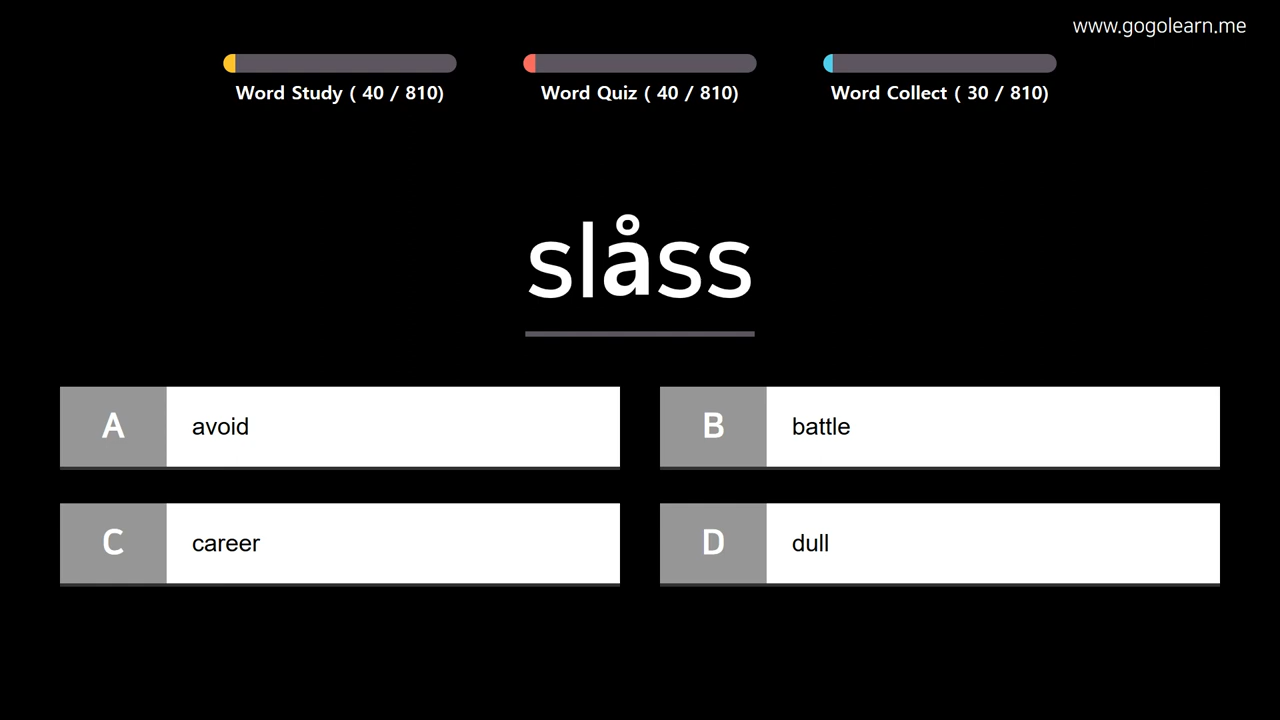 www.gogolearn.me
Word Study ( 40 / 810)
Word Quiz ( 40 / 810)
Word Collect ( 30 / 810)
slåss
A avoid
B battle
C career
D dull